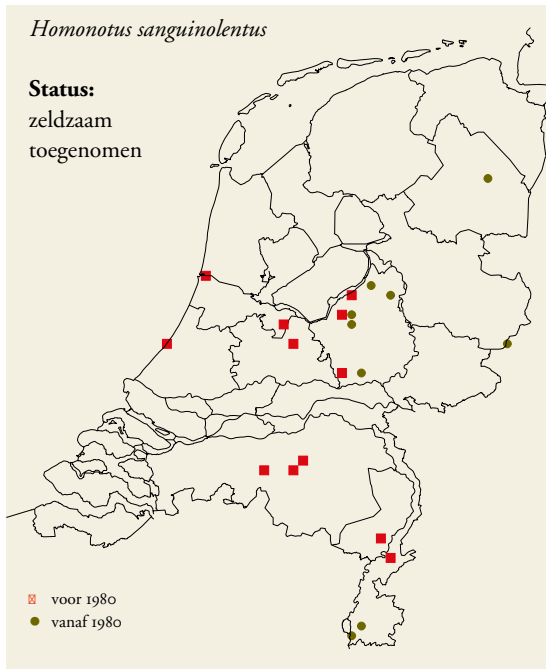 Homonotus sanguinolentus
Status:
zeldzaam
toegenomen
voor 1980
vanaf 1980